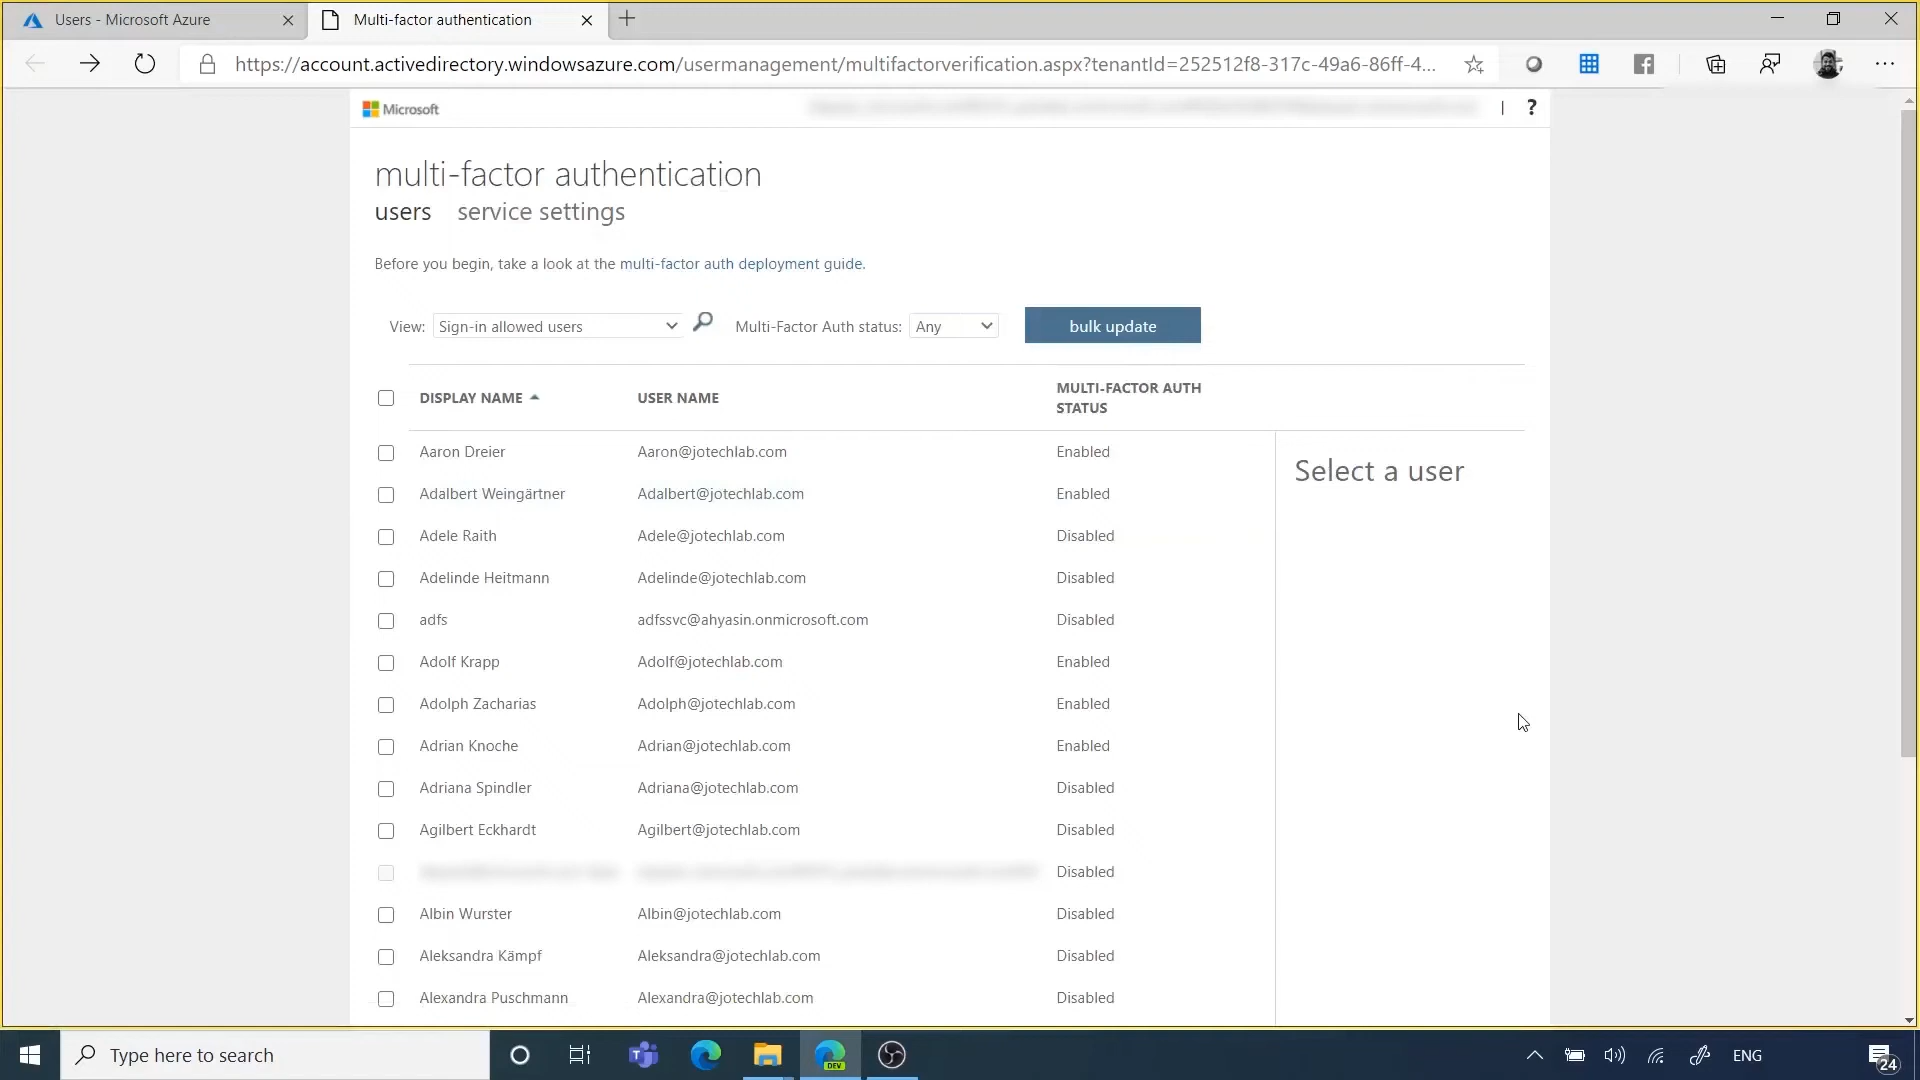 Users - Microsoft Azure
Multi-factor authentication
https://account.activedirectory.windowsazure.com/usermanagement/multifactorverification.aspx?tenantId=252512f8-317c-49a6-86ff-4...
Microsoft
| ?
multi-factor authentication
users service settings
Before you begin, take a look at the multi-factor auth deployment guide.
View: Sign-in allowed users Multi-Factor Auth status: Any bulk update
DISPLAY NAME USER NAME MULTI-FACTOR AUTH STATUS
Aaron Dreier Aaron@jotechlab.com Enabled
Select a user
Adalbert Weingärtner Adalbert@jotechlab.com Enabled
Adele Raith Adele@jotechlab.com Disabled
Adelinde Heitmann Adelinde@jotechlab.com Disabled
adfs adfssvc@ahyasin.onmicrosoft.com Disabled
Adolf Krapp Adolf@jotechlab.com Enabled
Adolph Zacharias Adolph@jotechlab.com Enabled
Adrian Knoche Adrian@jotechlab.com Enabled
Adriana Spindler Adriana@jotechlab.com Disabled
Agilbert Eckhardt Agilbert@jotechlab.com Disabled
Disabled
Albin Wurster Albin@jotechlab.com Disabled
Aleksandra Kämpf Aleksandra@jotechlab.com Disabled
Alexandra Puschmann Alexandra@jotechlab.com Disabled
Type here to search
DEV
ENG
24